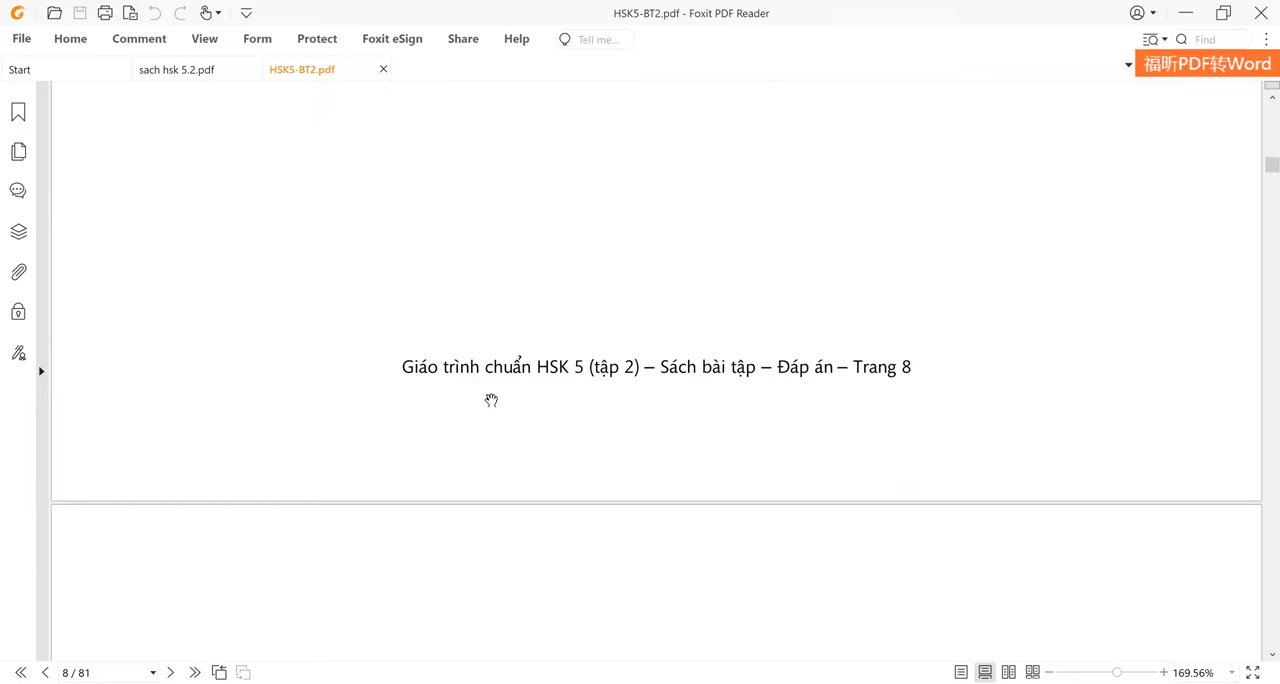 HSK5-BT2.pdf - Foxit PDF Reader
File Home Comment View Form Protect Foxit eSign Share Help Tell me... Find
Start sach hsk 5.2.pdf HSK5-BT2.pdf
福昕PDF转Word
Giáo trình chuẩn HSK 5 (tập 2) – Sách bài tập – Đáp án – Trang 8
8 / 81 169.56%